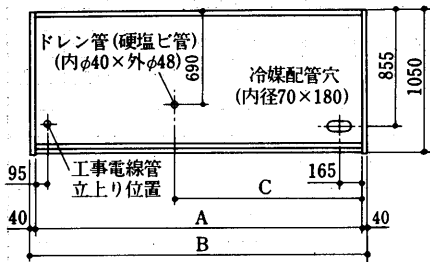 ドレン管(硬塩ビ管)
(内φ40×外φ48)
690
冷媒配管穴
(内径70×180)
855
1050
95
工事電線管
立上り位置
165
C
40
A
40
B